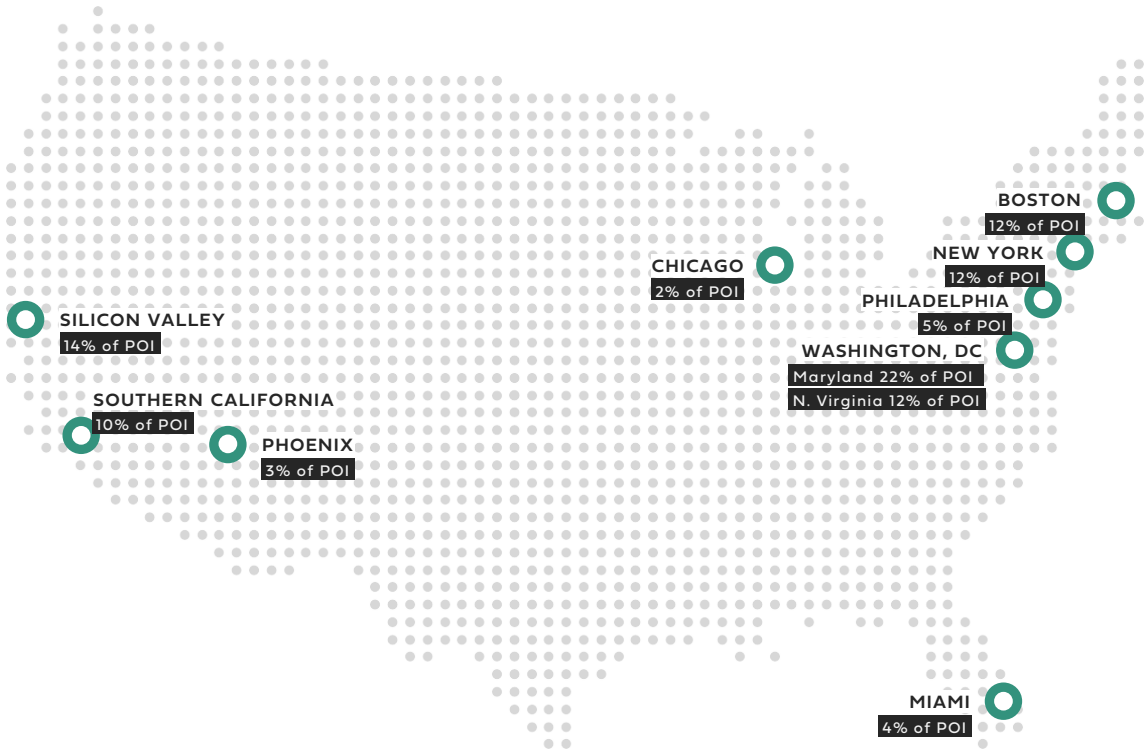 BOSTON
12% of POI
NEW YORK
12% of POI
CHICAGO
2% of POI
PHILADELPHIA
5% of POI
SILICON VALLEY
14% of POI
WASHINGTON, DC
Maryland 22% of POI
N. Virginia 12% of POI
SOUTHERN CALIFORNIA
10% of POI
PHOENIX
3% of POI
MIAMI
4% of POI